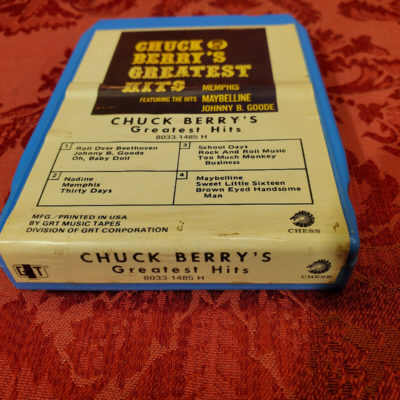 CHUCK
BERRY'S
GREATEST
HITS MEMPHIS
FEATURING THE HITS MAYBELLINE
JOHNNY B. GOODE
CHUCK BERRY'S
Greatest Hits
8033-1485 H
1 Roll Over Beethoven
Johnny B. Goode
Oh, Baby Doll
3 School Days
Rock And Roll Music
Too Much Monkey
Business
2 Nadine
Memphis
Thirty Days
4 Maybelline
Sweet Little Sixteen
Brown Eyed Handsome
Man
MFG./PRINTED IN USA
BY GRT MUSIC TAPES
DIVISION OF GRT CORPORATION
CHESS
GRT
CHUCK BERRY'S
Greatest Hits
8033-1485 H
CHESS